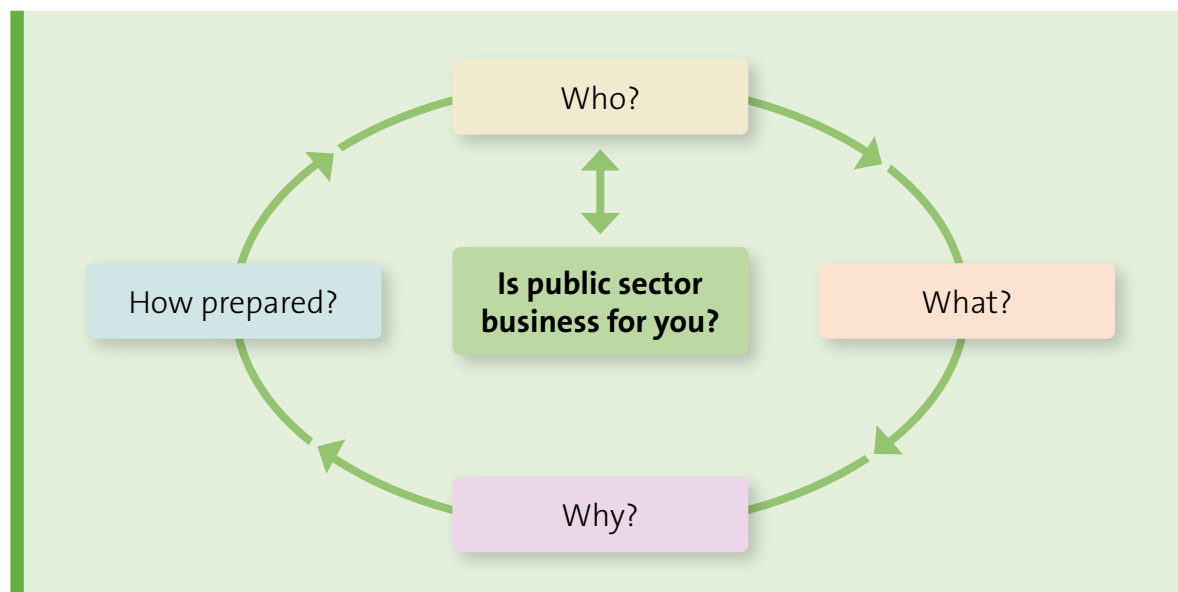 Who?
How prepared?
Is public sector
business for you?
What?
Why?